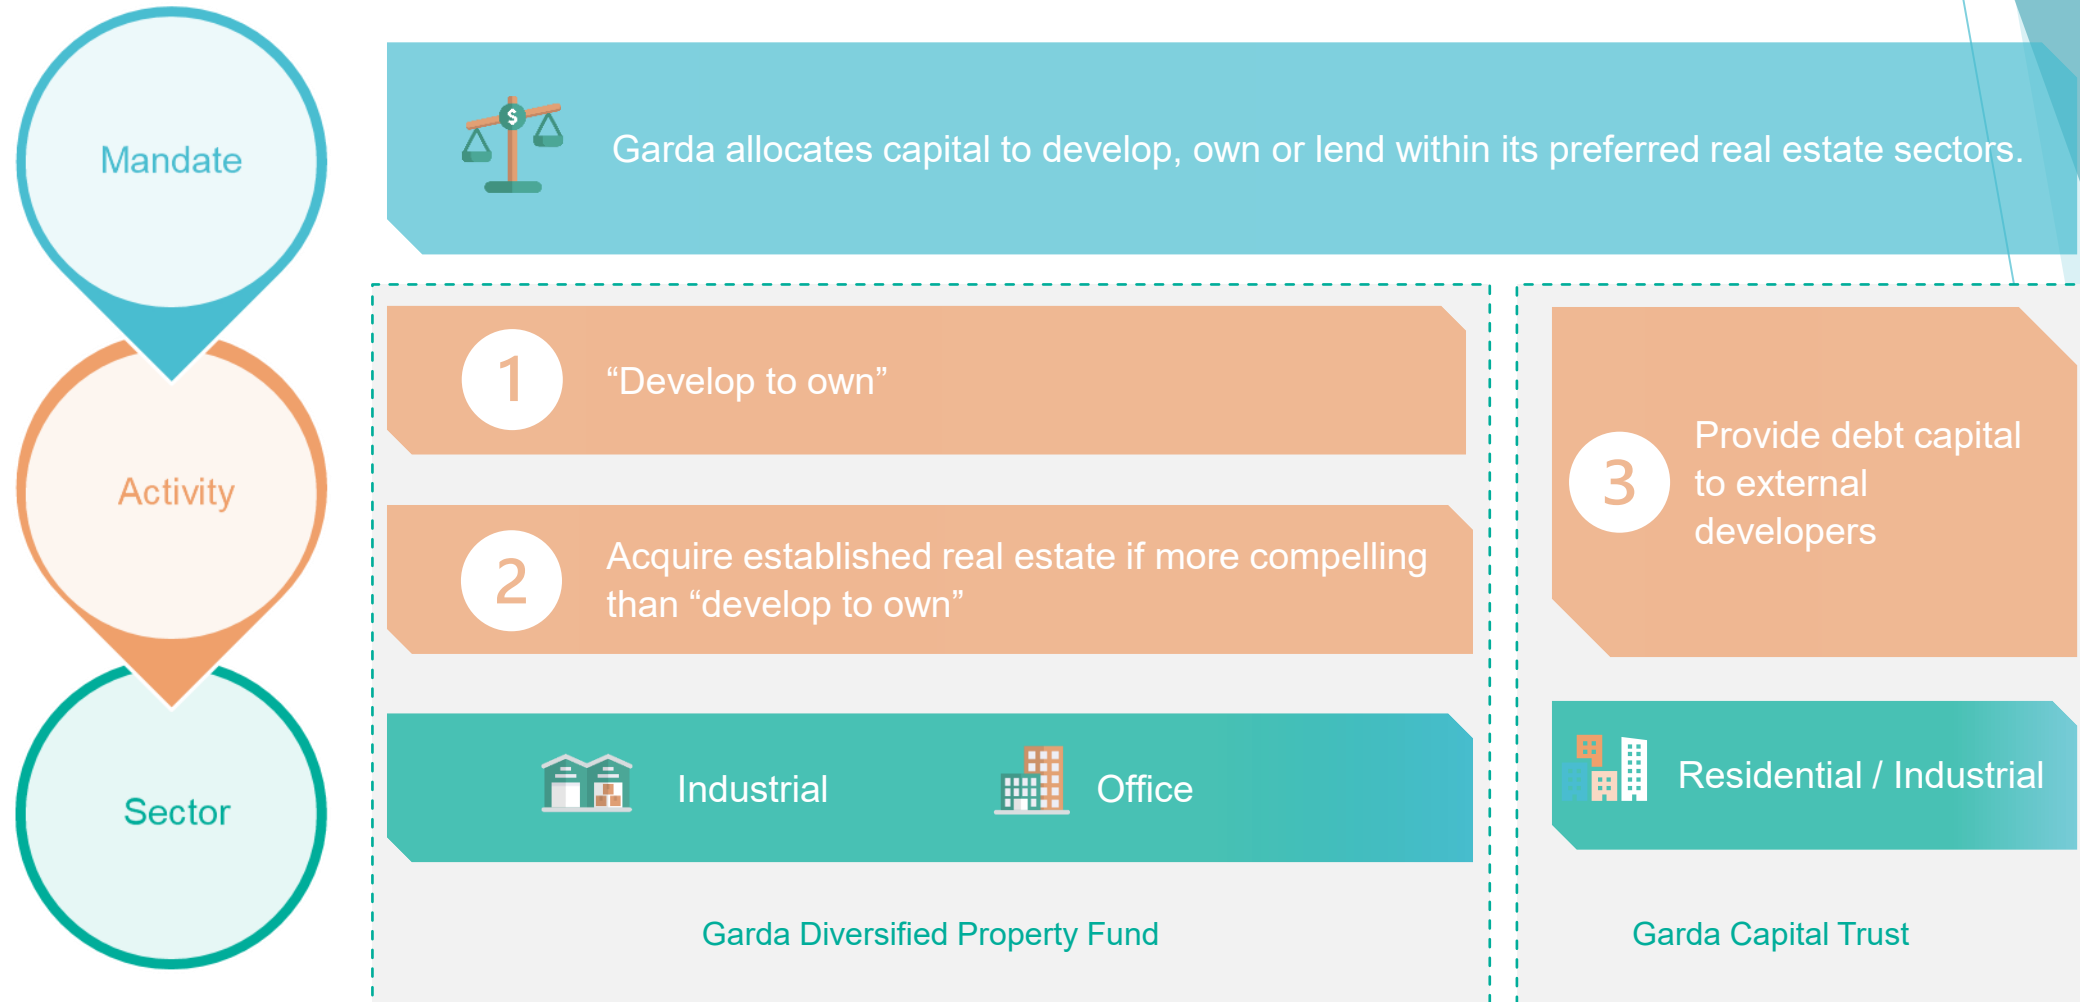 Mandate
$
Garda allocates capital to develop, own or lend within its preferred real estate sectors.
Activity
1
“Develop to own”
2
Acquire established real estate if more compelling
than “develop to own”
3
Provide debt capital
to external
developers
Sector
Industrial
Office
Residential / Industrial
Garda Diversified Property Fund
Garda Capital Trust